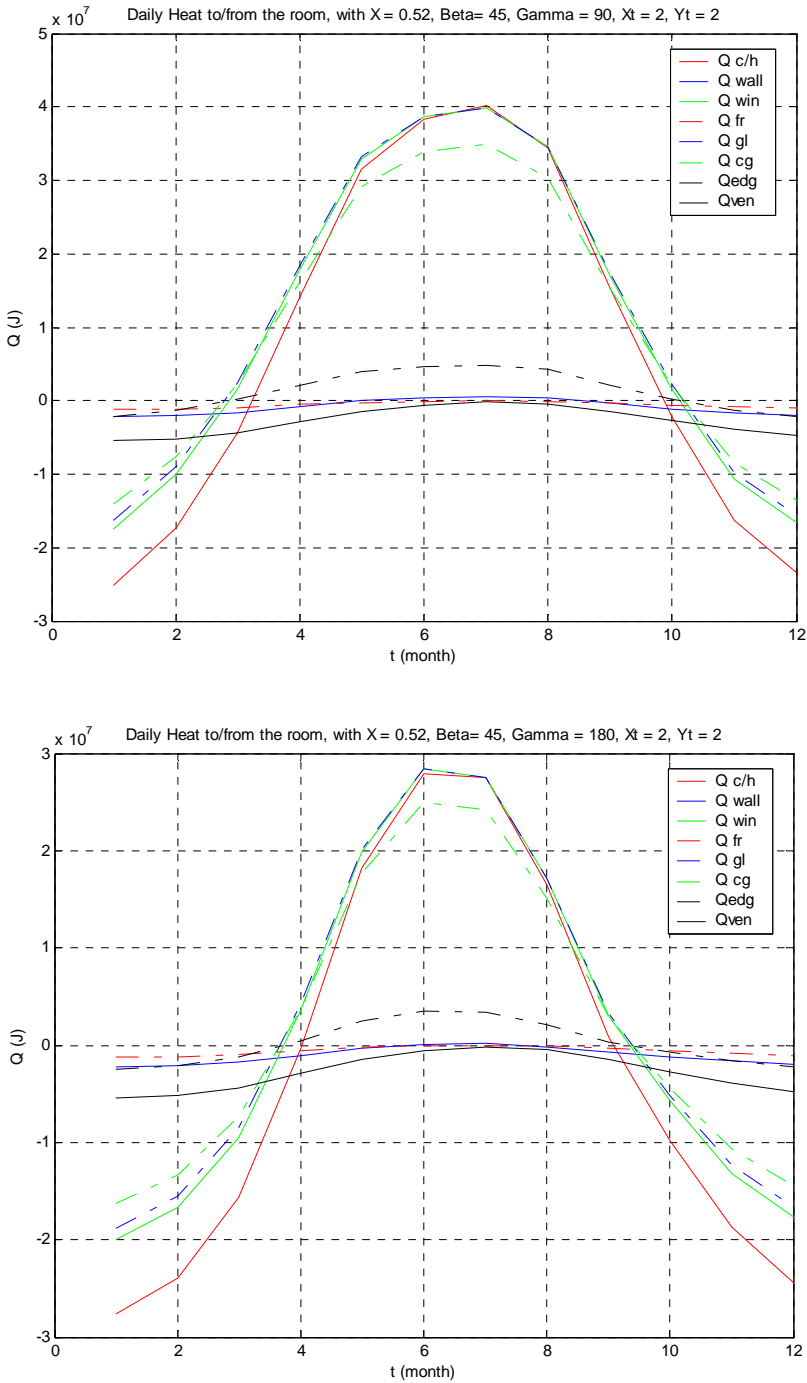 Daily Heat to/from the room, with X = 0.52, Beta= 45, Gamma = 90, Xt = 2, Yt = 2
x 10^7
5
4
3
2
1
0
-1
-2
-3
Q (J)
Q c/h
Q wall
Q win
Q fr
Q gl
Q cg
Qedg
Qven
0 2 4 6 8 10 12
t (month)
Daily Heat to/from the room, with X = 0.52, Beta= 45, Gamma = 180, Xt = 2, Yt = 2
x 10^7
3
2
1
0
-1
-2
-3
Q (J)
Q c/h
Q wall
Q win
Q fr
Q gl
Q cg
Qedg
Qven
0 2 4 6 8 10 12
t (month)